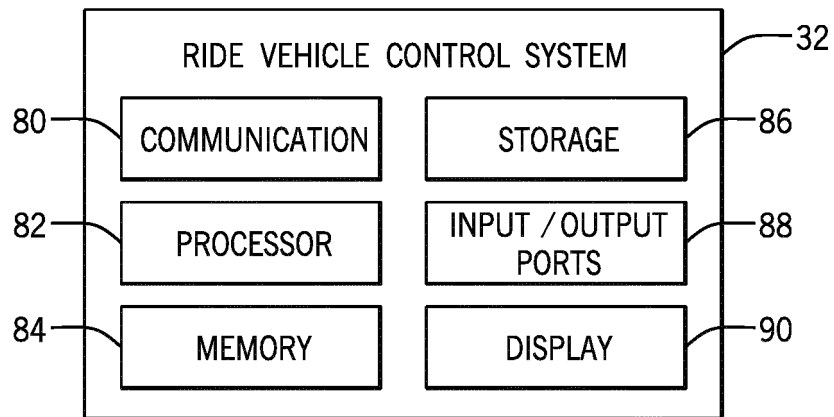 RIDE VEHICLE CONTROL SYSTEM
32
80
COMMUNICATION
STORAGE
86
82
PROCESSOR
INPUT / OUTPUT
PORTS
88
84
MEMORY
DISPLAY
90